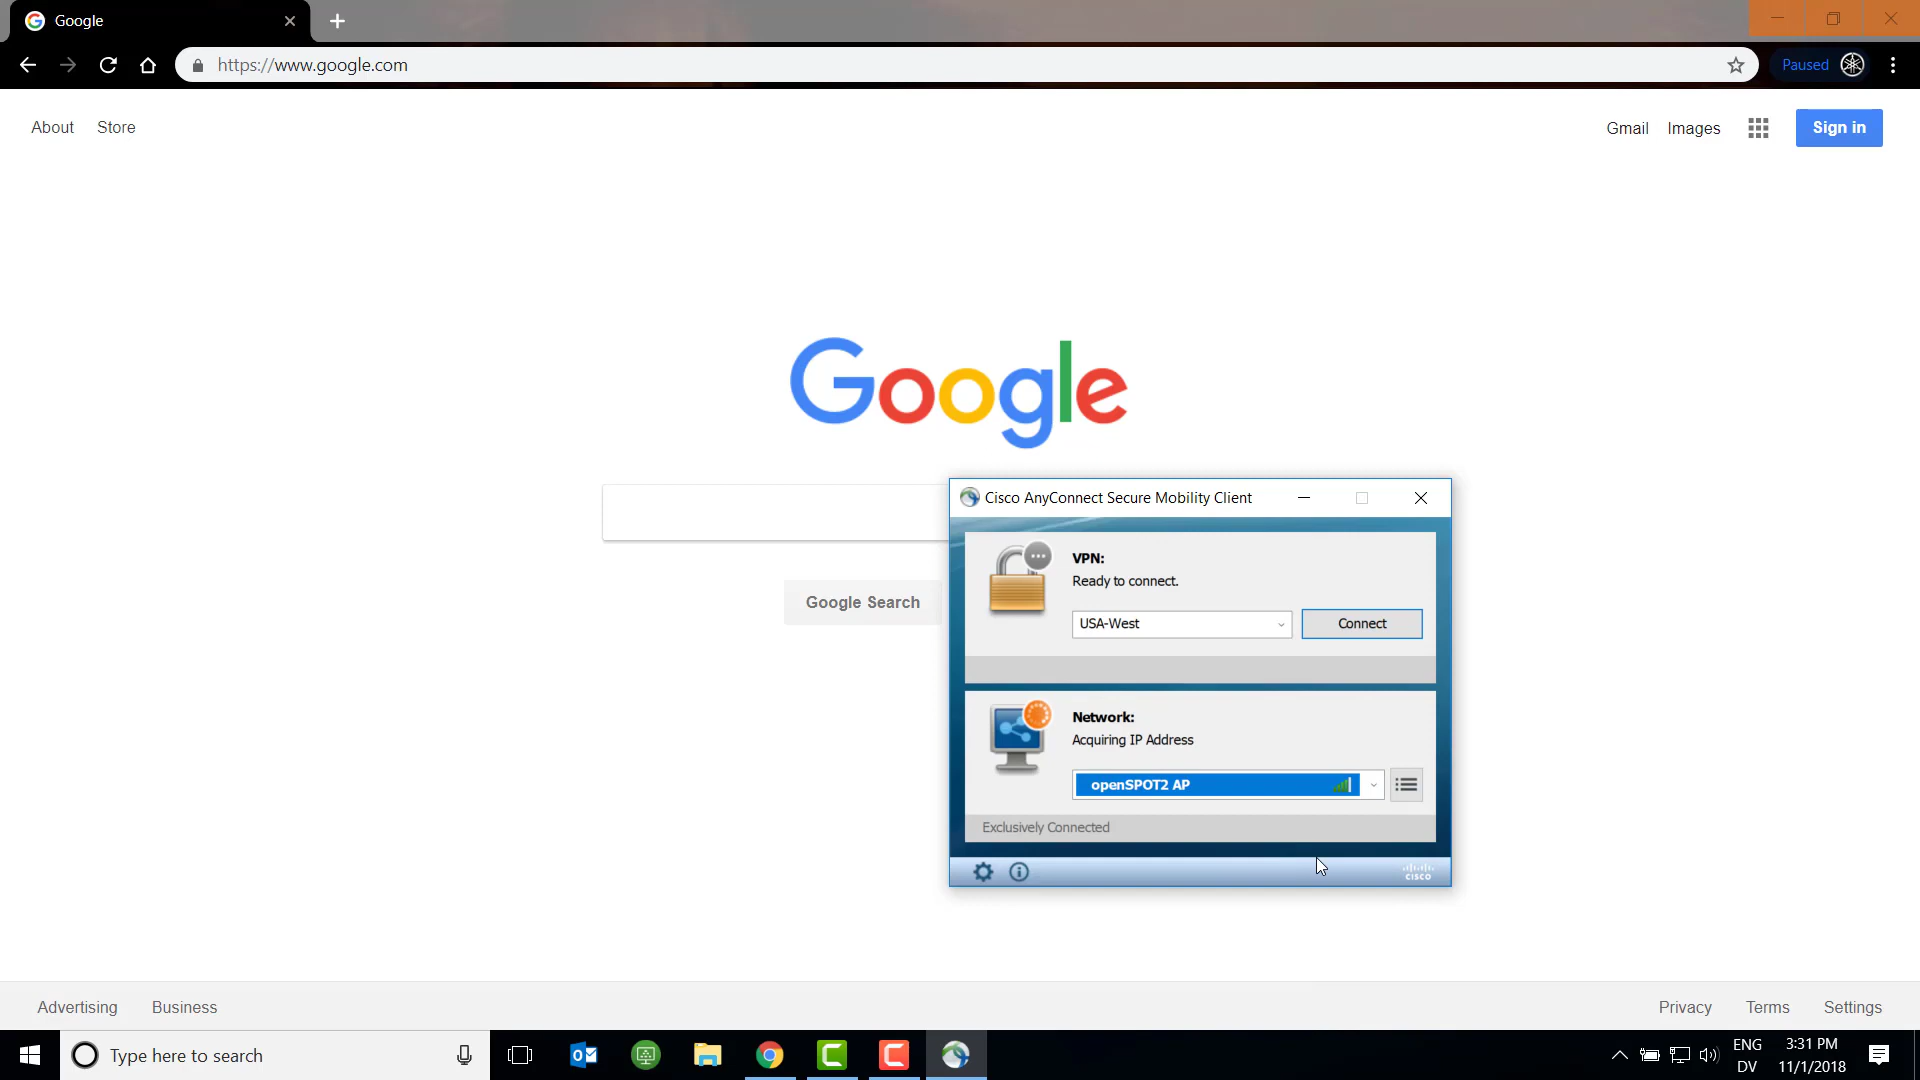 Google
https://www.google.com
Paused
About
Store
Gmail
Images
Sign in
Google
Google Search
Cisco AnyConnect Secure Mobility Client
VPN:
Ready to connect.
USA-West
Connect
Network:
Acquiring IP Address
openSPOT2 AP
Exclusively Connected
CISCO
Advertising
Business
Privacy
Terms
Settings
Type here to search
ENG
DV
3:31 PM
11/1/2018